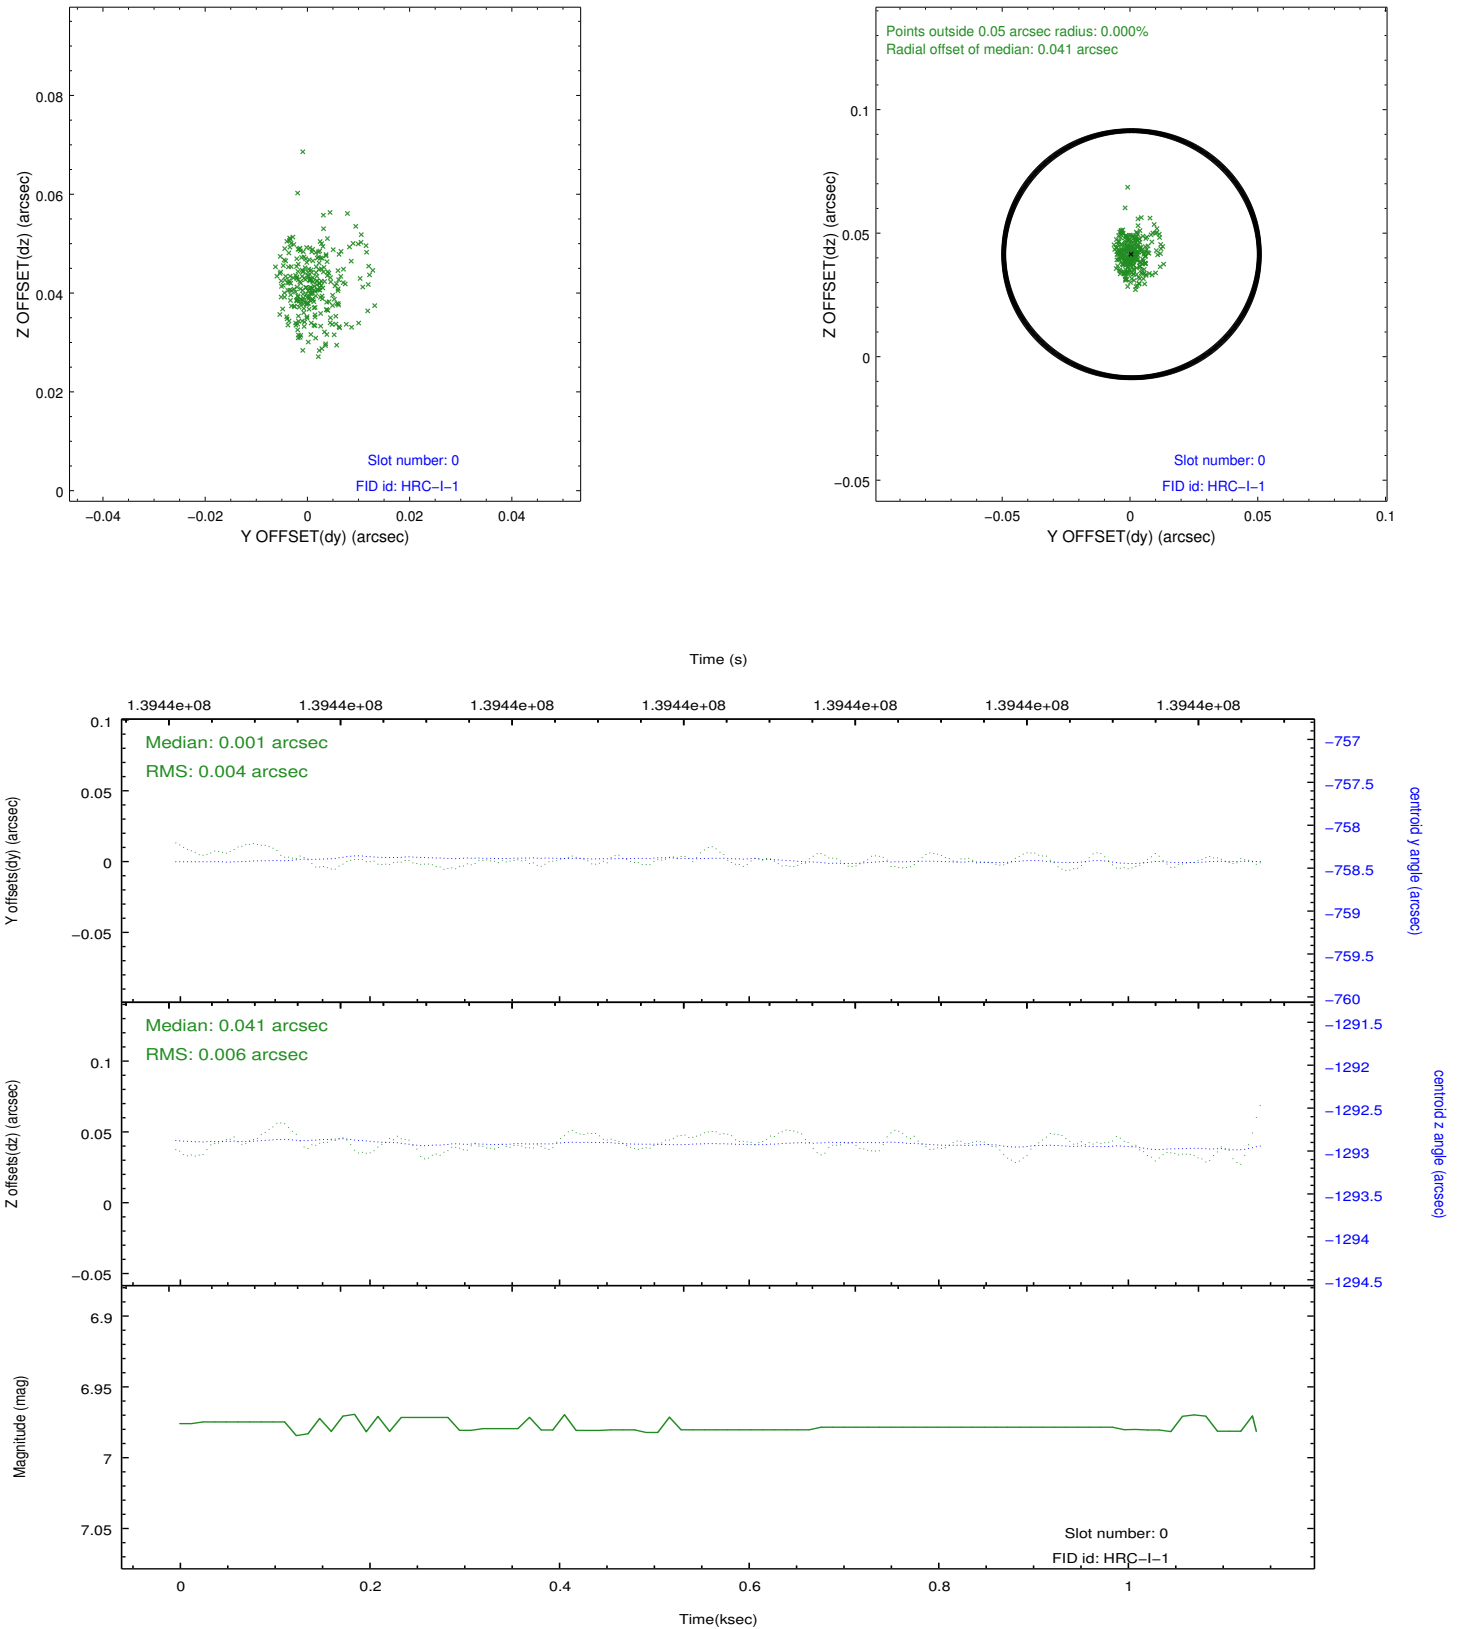 0.08
0.06
0.04
0.02
0
Z OFFSET(dz) (arcsec)
Slot number: 0
FID id: HRC−I−1
−0.04
−0.02
0
0.02
0.04
Y OFFSET(dy) (arcsec)
Points outside 0.05 arcsec radius: 0.000%
Radial offset of median: 0.041 arcsec
0.1
0.05
0
−0.05
Z OFFSET(dz) (arcsec)
Slot number: 0
FID id: HRC−I−1
−0.05
0
0.05
0.1
Y OFFSET(dy) (arcsec)
Time (s)
1.3944e+08
1.3944e+08
1.3944e+08
1.3944e+08
1.3944e+08
1.3944e+08
1.3944e+08
Median: 0.001 arcsec
RMS: 0.004 arcsec
0.1
0.05
0
−0.05
Y offsets(dy) (arcsec)
−757
−757.5
−758
−758.5
−759
−759.5
−760
centroid y angle (arcsec)
Median: 0.041 arcsec
RMS: 0.006 arcsec
0.1
0.05
0
−0.05
Z offsets(dz) (arcsec)
−1291.5
−1292
−1292.5
−1293
−1293.5
−1294
−1294.5
centroid z angle (arcsec)
6.9
6.95
7
7.05
Magnitude (mag)
Slot number: 0
FID id: HRC−I−1
0
0.2
0.4
0.6
0.8
1
Time(ksec)